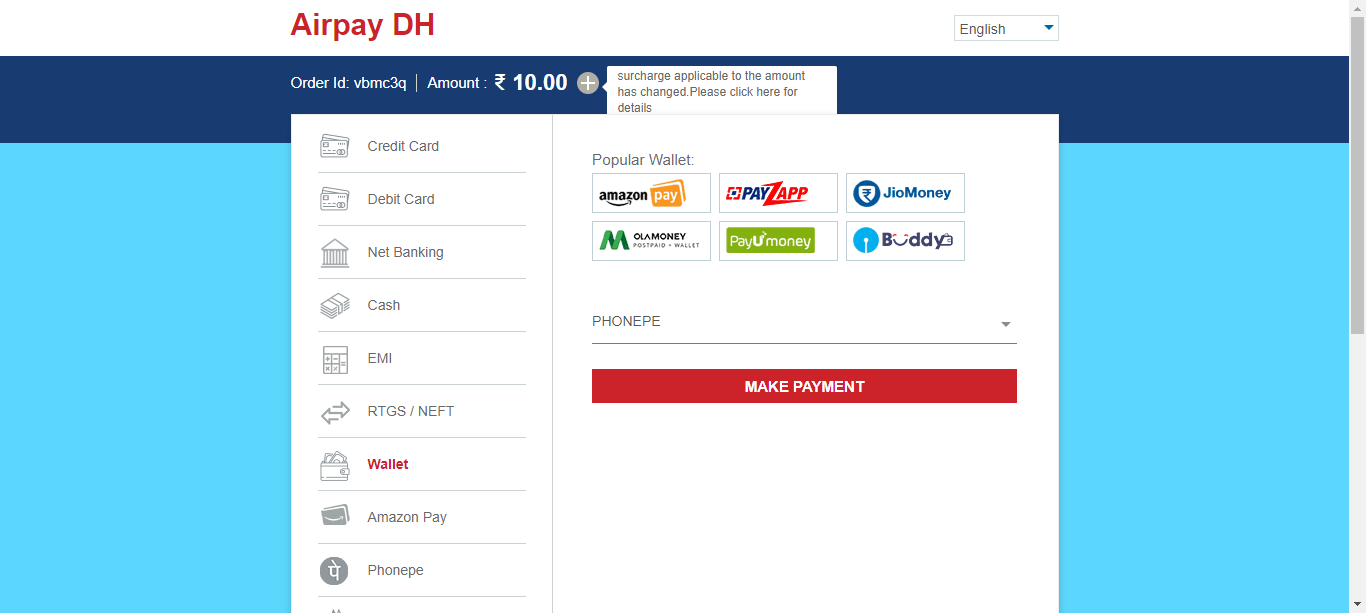 Airpay DH
English
Order Id: vbmc3q Amount : ₹ 10.00
surcharge applicable to the amount
has changed.Please click here for
details
Credit Card
Debit Card
Net Banking
Cash
EMI
RTGS / NEFT
Wallet
Amazon Pay
Phonepe
Popular Wallet:
amazon pay
PAYZAPP
JioMoney
OLAMONEY
POSTPAID + WALLET
PayUmoney
Buddy
PHONEPE
MAKE PAYMENT